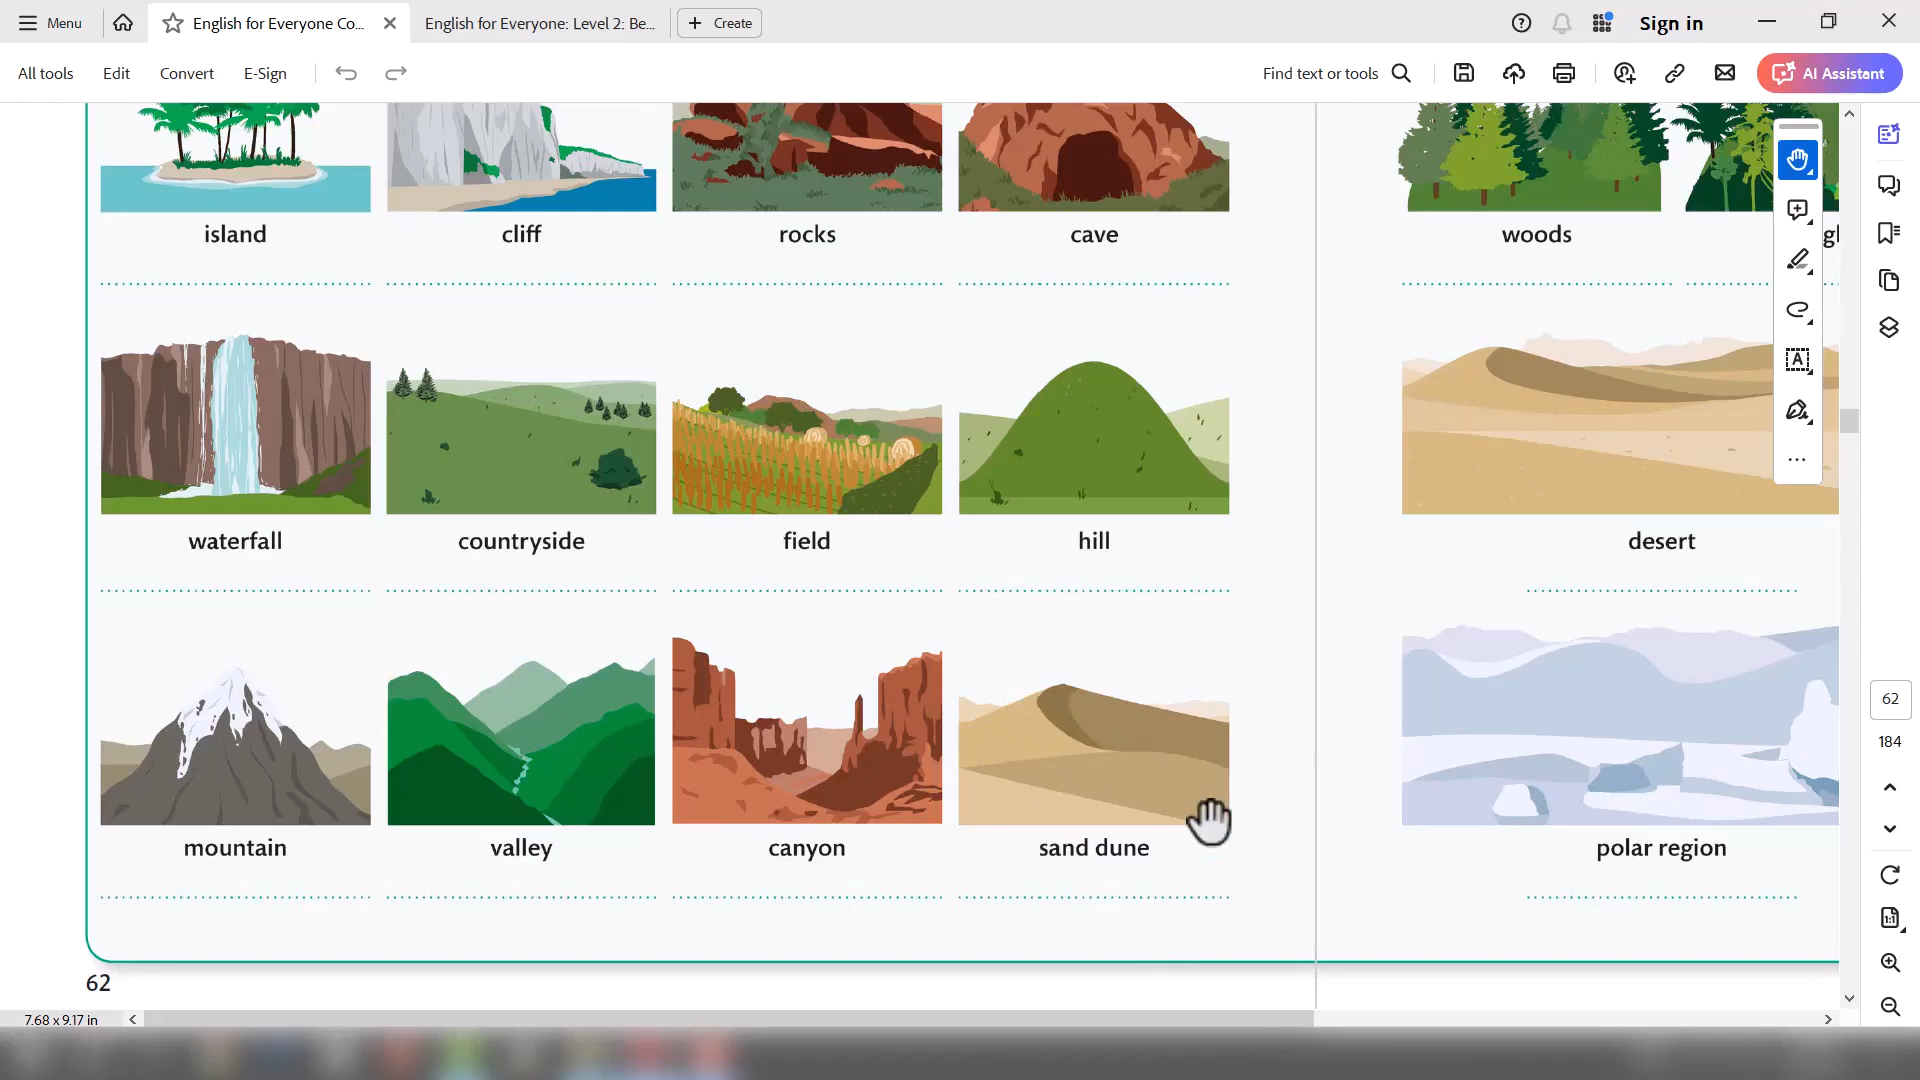 Menu
English for Everyone Co...
English for Everyone: Level 2: Be...
Create
Sign in
All tools
Edit
Convert
E-Sign
Find text or tools
AI Assistant
island
cliff
rocks
cave
woods
gl
waterfall
countryside
field
hill
desert
mountain
valley
canyon
sand dune
polar region
62
62
184
7.68 x 9.17 in